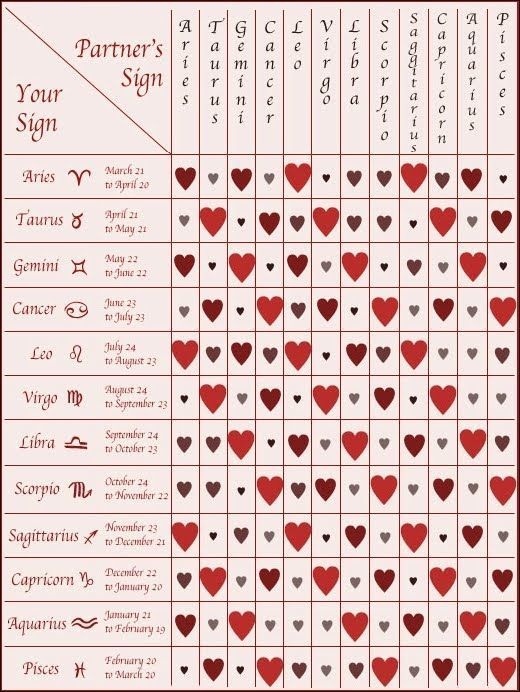 Partner's
Sign
Your
Sign
Aries
Taurus
Gemini
Cancer
Leo
Virgo
Libra
Scorpio
Saggitarius
Capricorn
Aquarius
Pisces
Aries ♈ March 21
to April 20
Taurus ♉ April 21
to May 21
Gemini ♊ May 22
to June 22
Cancer ♋ June 23
to July 23
Leo ♌ July 24
to August 23
Virgo ♍ August 24
to September 23
Libra ♎ September 24
to October 23
Scorpio ♏ October 24
to November 22
Sagittarius ♐ November 23
to December 21
Capricorn ♑ December 22
to January 20
Aquarius ♒ January 21
to February 19
Pisces ♓ February 20
to March 20